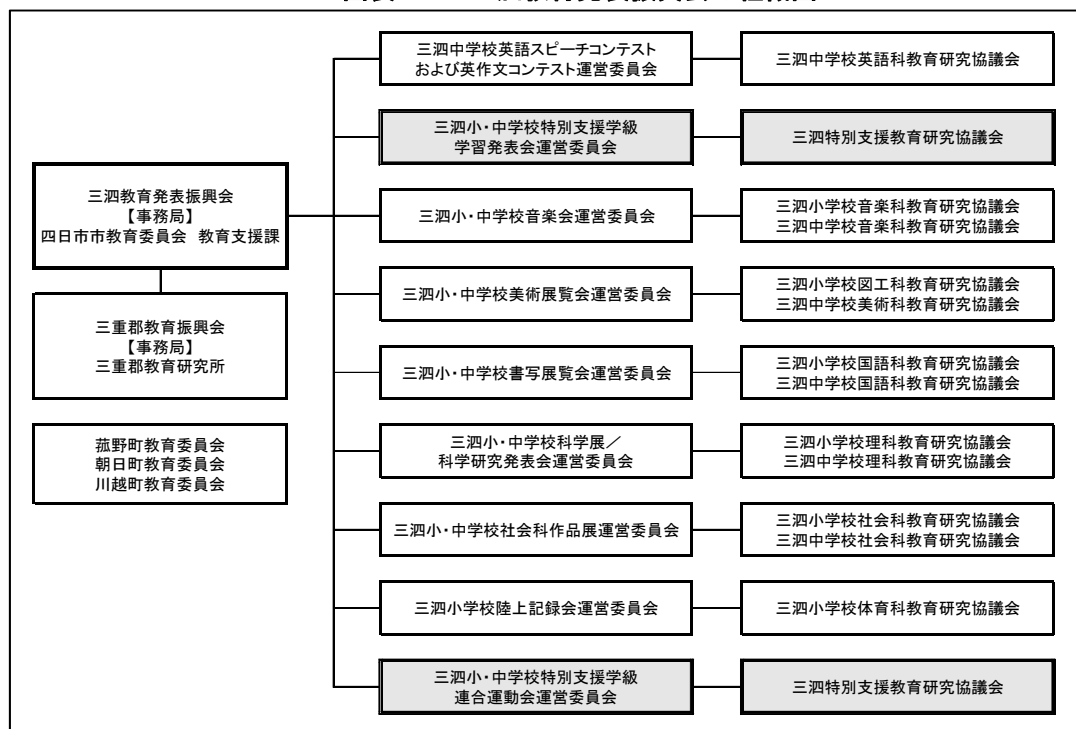 三泗教育発表振興会
【事務局】
四日市市教育委員会 教育支援課
三重郡教育振興会
【事務局】
三重郡教育研究所
菰野町教育委員会
朝日町教育委員会
川越町教育委員会
三泗中学校英語スピーチコンテスト
および英作文コンテスト運営委員会
三泗中学校英語科教育研究協議会
三泗小・中学校特別支援学級
学習発表会運営委員会
三泗特別支援教育研究協議会
三泗小・中学校音楽会運営委員会
三泗小学校音楽科教育研究協議会
三泗中学校音楽科教育研究協議会
三泗小・中学校美術展覧会運営委員会
三泗小学校図工科教育研究協議会
三泗中学校美術科教育研究協議会
三泗小・中学校書写展覧会運営委員会
三泗小学校国語科教育研究協議会
三泗中学校国語科教育研究協議会
三泗小・中学校科学展／
科学研究発表会運営委員会
三泗小学校理科教育研究協議会
三泗中学校理科教育研究協議会
三泗小・中学校社会科作品展運営委員会
三泗小学校社会科教育研究協議会
三泗中学校社会科教育研究協議会
三泗小学校陸上記録会運営委員会
三泗小学校体育科教育研究協議会
三泗小・中学校特別支援学級
連合運動会運営委員会
三泗特別支援教育研究協議会